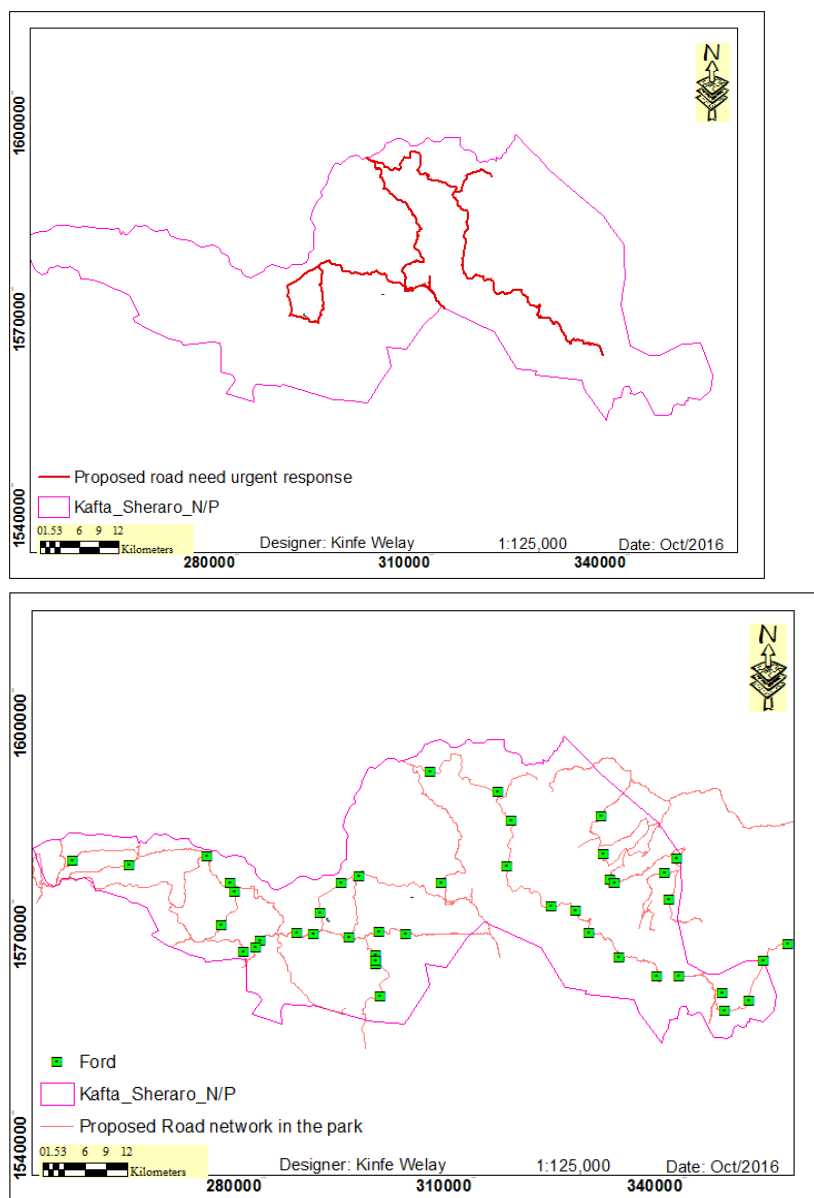 N
1600000
1570000
1540000
Proposed road need urgent response
Kafta_Sheraro_N/P
01.53 6 9 12
Kilometers
Designer: Kinfe Welay 1:125,000 Date: Oct/2016
280000 310000 340000
N
1600000
1570000
1540000
Ford
Kafta_Sheraro_N/P
Proposed Road network in the park
01.53 6 9 12
Kilometers
Designer: Kinfe Welay 1:125,000 Date: Oct/2016
280000 310000 340000